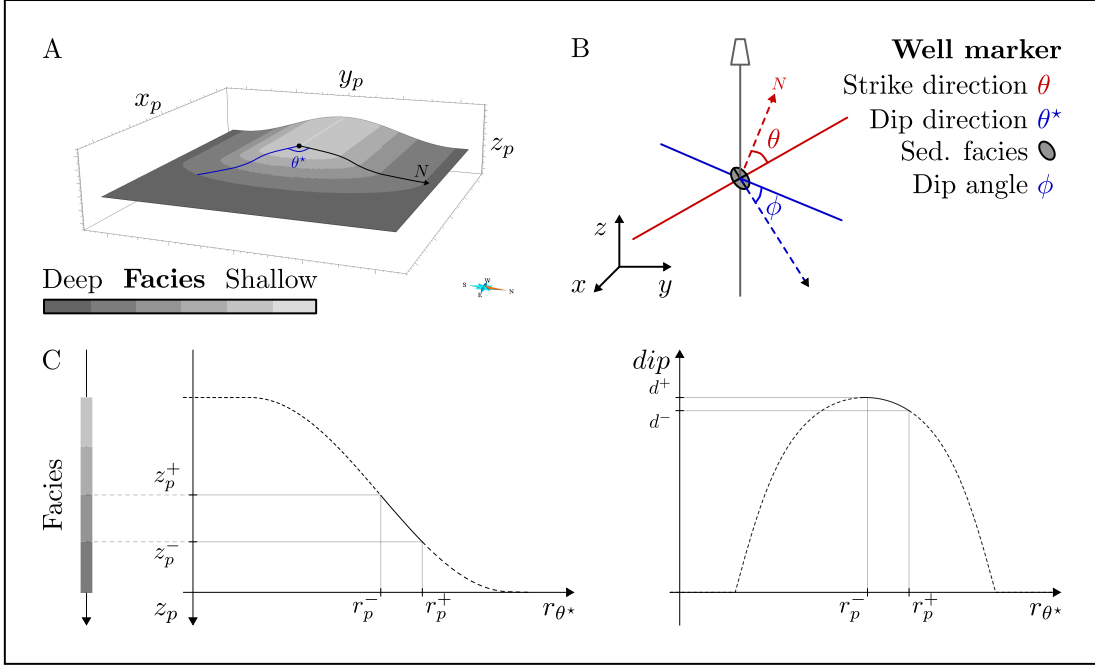 A
y_p
x_p
z_p
θ*
N
Deep Facies Shallow
S W E N
B
Well marker
Strike direction θ
Dip direction θ*
Sed. facies
Dip angle ϕ
N
θ
ϕ
z
x
y
C
Facies
z_p^+
z_p^-
z_p
r_p^-
r_p^+
r_θ*
dip
d^+
d^-
r_p^-
r_p^+
r_θ*